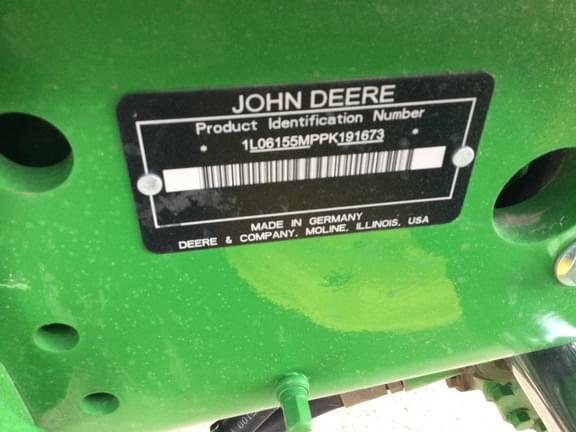 JOHN DEERE
Product Identification Number
* 1L06155MPPK191673 *
MADE IN GERMANY
DEERE & COMPANY, MOLINE, ILLINOIS, USA